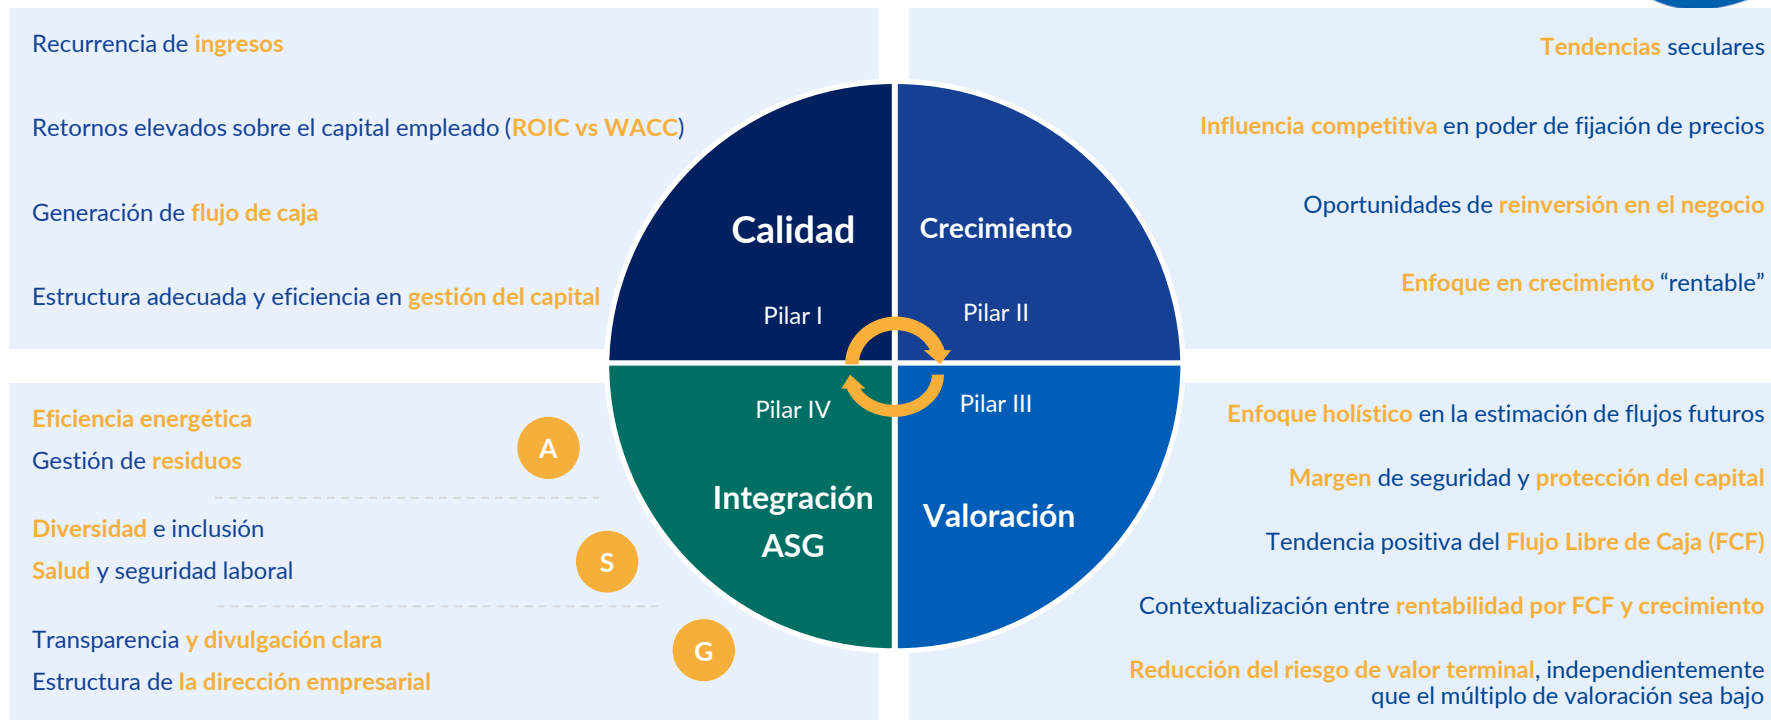 Recurrencia de ingresos
Retornos elevados sobre el capital empleado (ROIC vs WACC)
Generación de flujo de caja
Estructura adecuada y eficiencia en gestión del capital
Tendencias seculares
Influencia competitiva en poder de fijación de precios
Oportunidades de reinversión en el negocio
Enfoque en crecimiento “rentable”
Calidad
Pilar I
Crecimiento
Pilar II
Pilar IV
Integración
ASG
Pilar III
Valoración
Eficiencia energética
Gestión de residuos
A
Diversidad e inclusión
Salud y seguridad laboral
S
Transparencia y divulgación clara
Estructura de la dirección empresarial
G
Enfoque holístico en la estimación de flujos futuros
Margen de seguridad y protección del capital
Tendencia positiva del Flujo Libre de Caja (FCF)
Contextualización entre rentabilidad por FCF y crecimiento
Reducción del riesgo de valor terminal, independientemente
que el múltiplo de valoración sea bajo